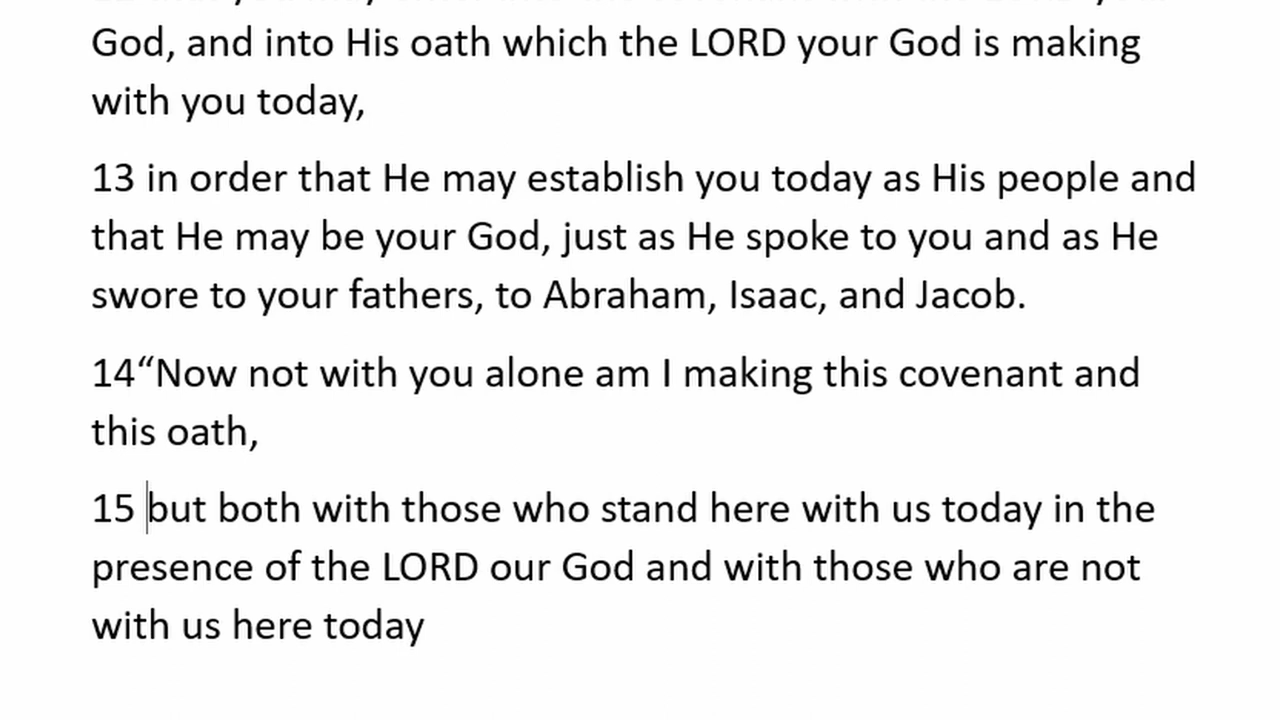 God, and into His oath which the LORD your God is making
with you today,
13 in order that He may establish you today as His people and
that He may be your God, just as He spoke to you and as He
swore to your fathers, to Abraham, Isaac, and Jacob.
14“Now not with you alone am I making this covenant and
this oath,
15 but both with those who stand here with us today in the
presence of the LORD our God and with those who are not
with us here today